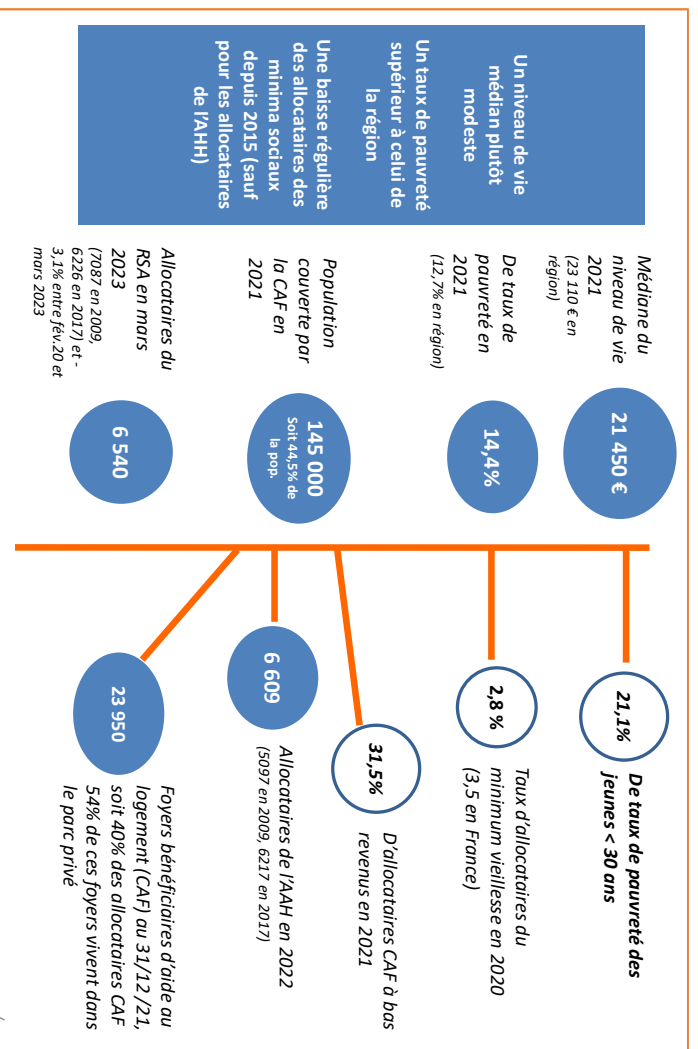 Un niveau de vie
médian plutôt
modeste
Un taux de pauvreté
supérieur à celui de
la région
Une baisse régulière
des allocataires des
minima sociaux
depuis 2015 (sauf
pour les allocataires
de l'AHH)
Médiane du
niveau de vie
2021
(23 110 € en
région)
21 450 €
De taux de
pauvreté en
2021
(12,7% en région)
14,4%
Population
couverte par
la CAF en
2021
145 000
Soit 44,5% de
la pop.
Allocataires du
RSA en mars
2023
(7087 en 2009,
6226 en 2017) et -
3,1% entre fév.20 et
mars 2023
6 540
21,1%
De taux de pauvreté des
jeunes < 30 ans
2,8 %
Taux d'allocataires du
minimum vieillesse en 2020
(3,5 en France)
31,5%
D'allocataires CAF à bas
revenus en 2021
6 609
Allocataires de l'AAH en 2022
(5097 en 2009, 6217 en 2017)
23 950
Foyers bénéficiaires d'aide au
logement (CAF) au 31/12 /21,
soit 40% des allocataires CAF
54% de ces foyers vivent dans
le parc privé